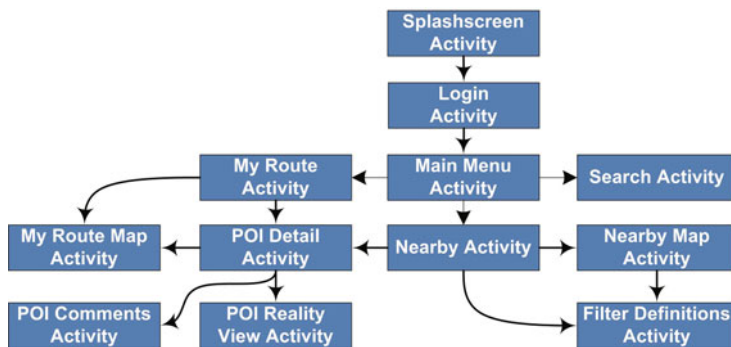 Splashscreen
Activity
Login
Activity
My Route
Activity
Main Menu
Activity
Search Activity
My Route Map
Activity
POI Detail
Activity
Nearby Activity
Nearby Map
Activity
POI Comments
Activity
POI Reality
View Activity
Filter Definitions
Activity